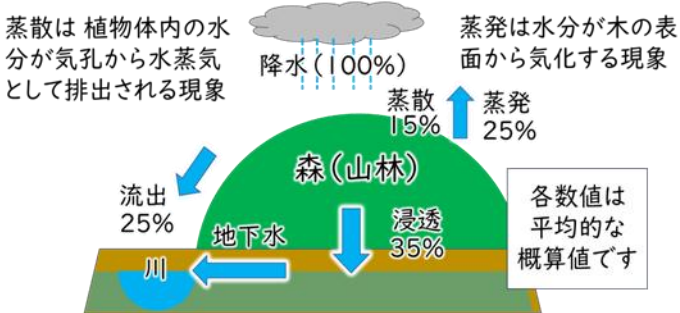 蒸散は 植物体内の水
分が気孔から水蒸気
として排出される現象
蒸発は水分が木の表
面から気化する現象
降水(100%)
蒸散
15%
蒸発
25%
森(山林)
流出
25%
地下水
浸透
35%
川
各数値は
平均的な
概算値です